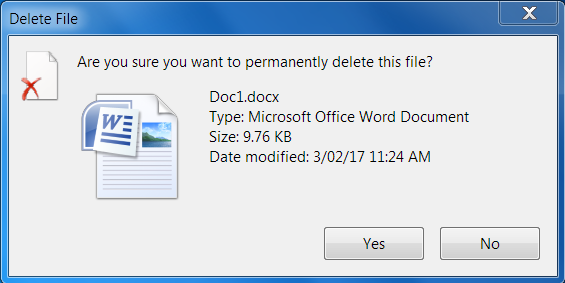 Delete File
Are you sure you want to permanently delete this file?
Doc1.docx
Type: Microsoft Office Word Document
Size: 9.76 KB
Date modified: 3/02/17 11:24 AM
Yes
No